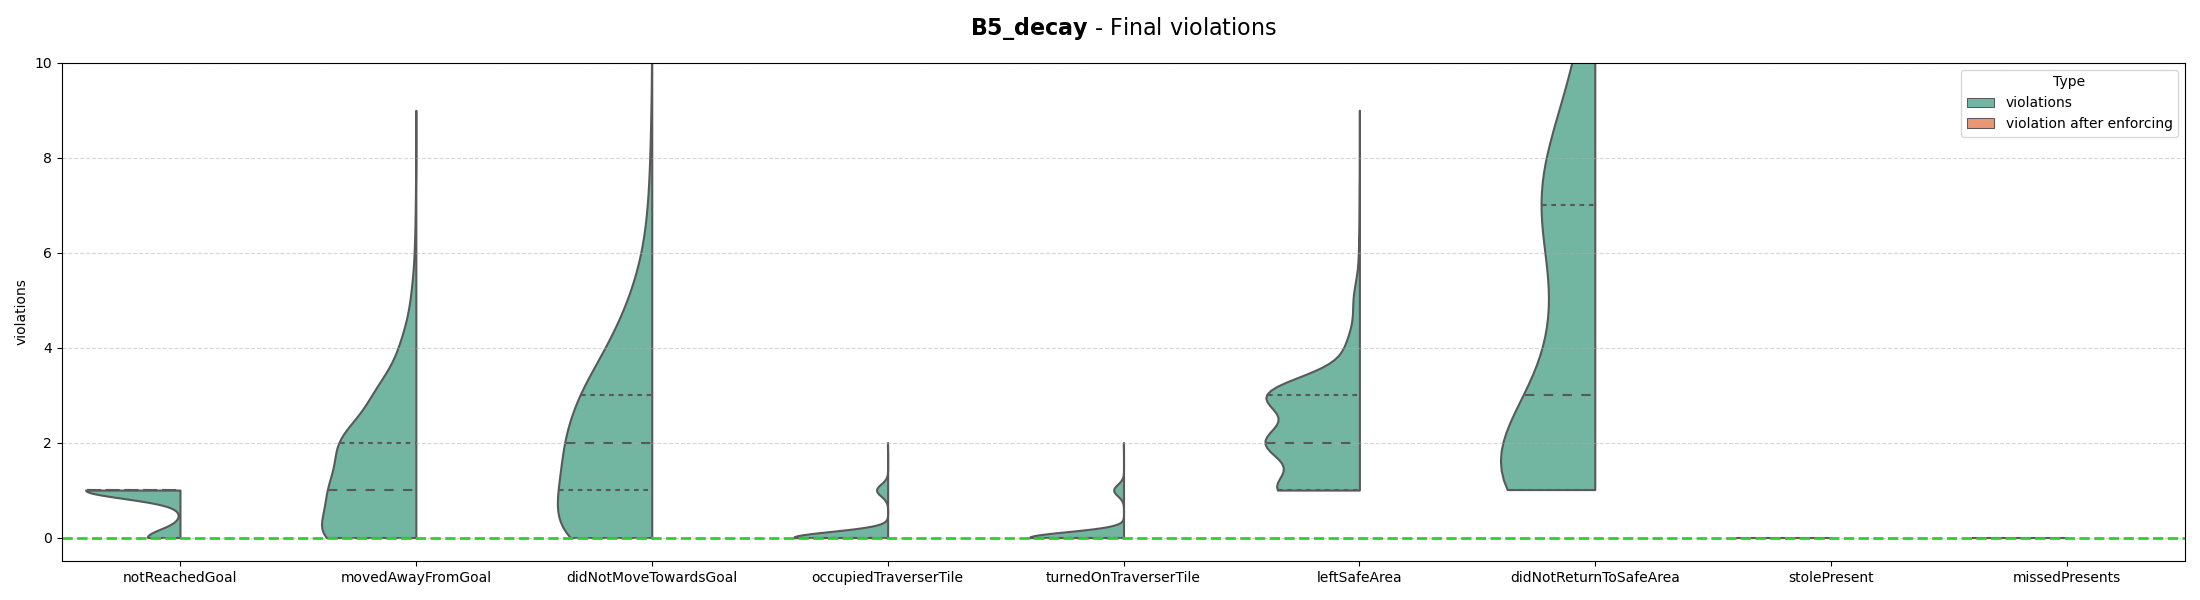 B5_decay - Final violations
10
8
6
4
2
0
violations
Type
violations
violation after enforcing
notReachedGoal
movedAwayFromGoal
didNotMoveTowardsGoal
occupiedTraverserTile
turnedOnTraverserTile
leftSafeArea
didNotReturnToSafeArea
stolePresent
missedPresents